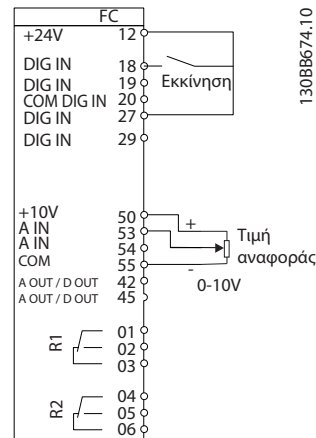 FC
+24V 12
DIG IN 18
DIG IN 19
Εκκίνηση
COM DIG IN 20
DIG IN 27
DIG IN 29
+10V 50
A IN 53
A IN 54
COM 55
A OUT / D OUT 42
A OUT / D OUT 45
+
-
Τιμή
αναφοράς
0-10V
R1
01
02
03
R2
04
05
06
130BB674.10